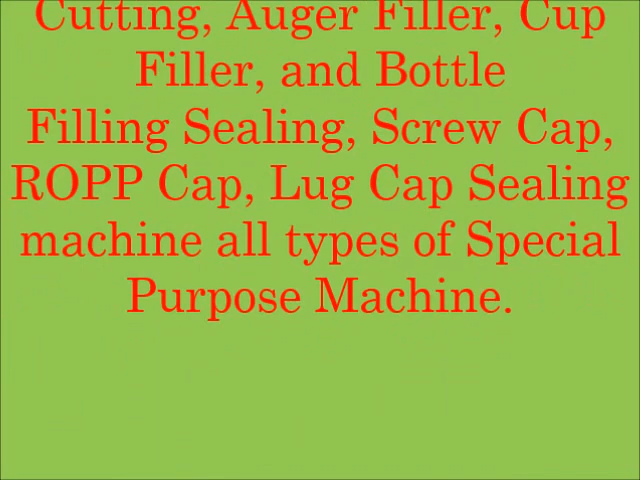 Cutting, Auger Filler, Cup
Filler, and Bottle
Filling Sealing, Screw Cap,
ROPP Cap, Lug Cap Sealing
machine all types of Special
Purpose Machine.